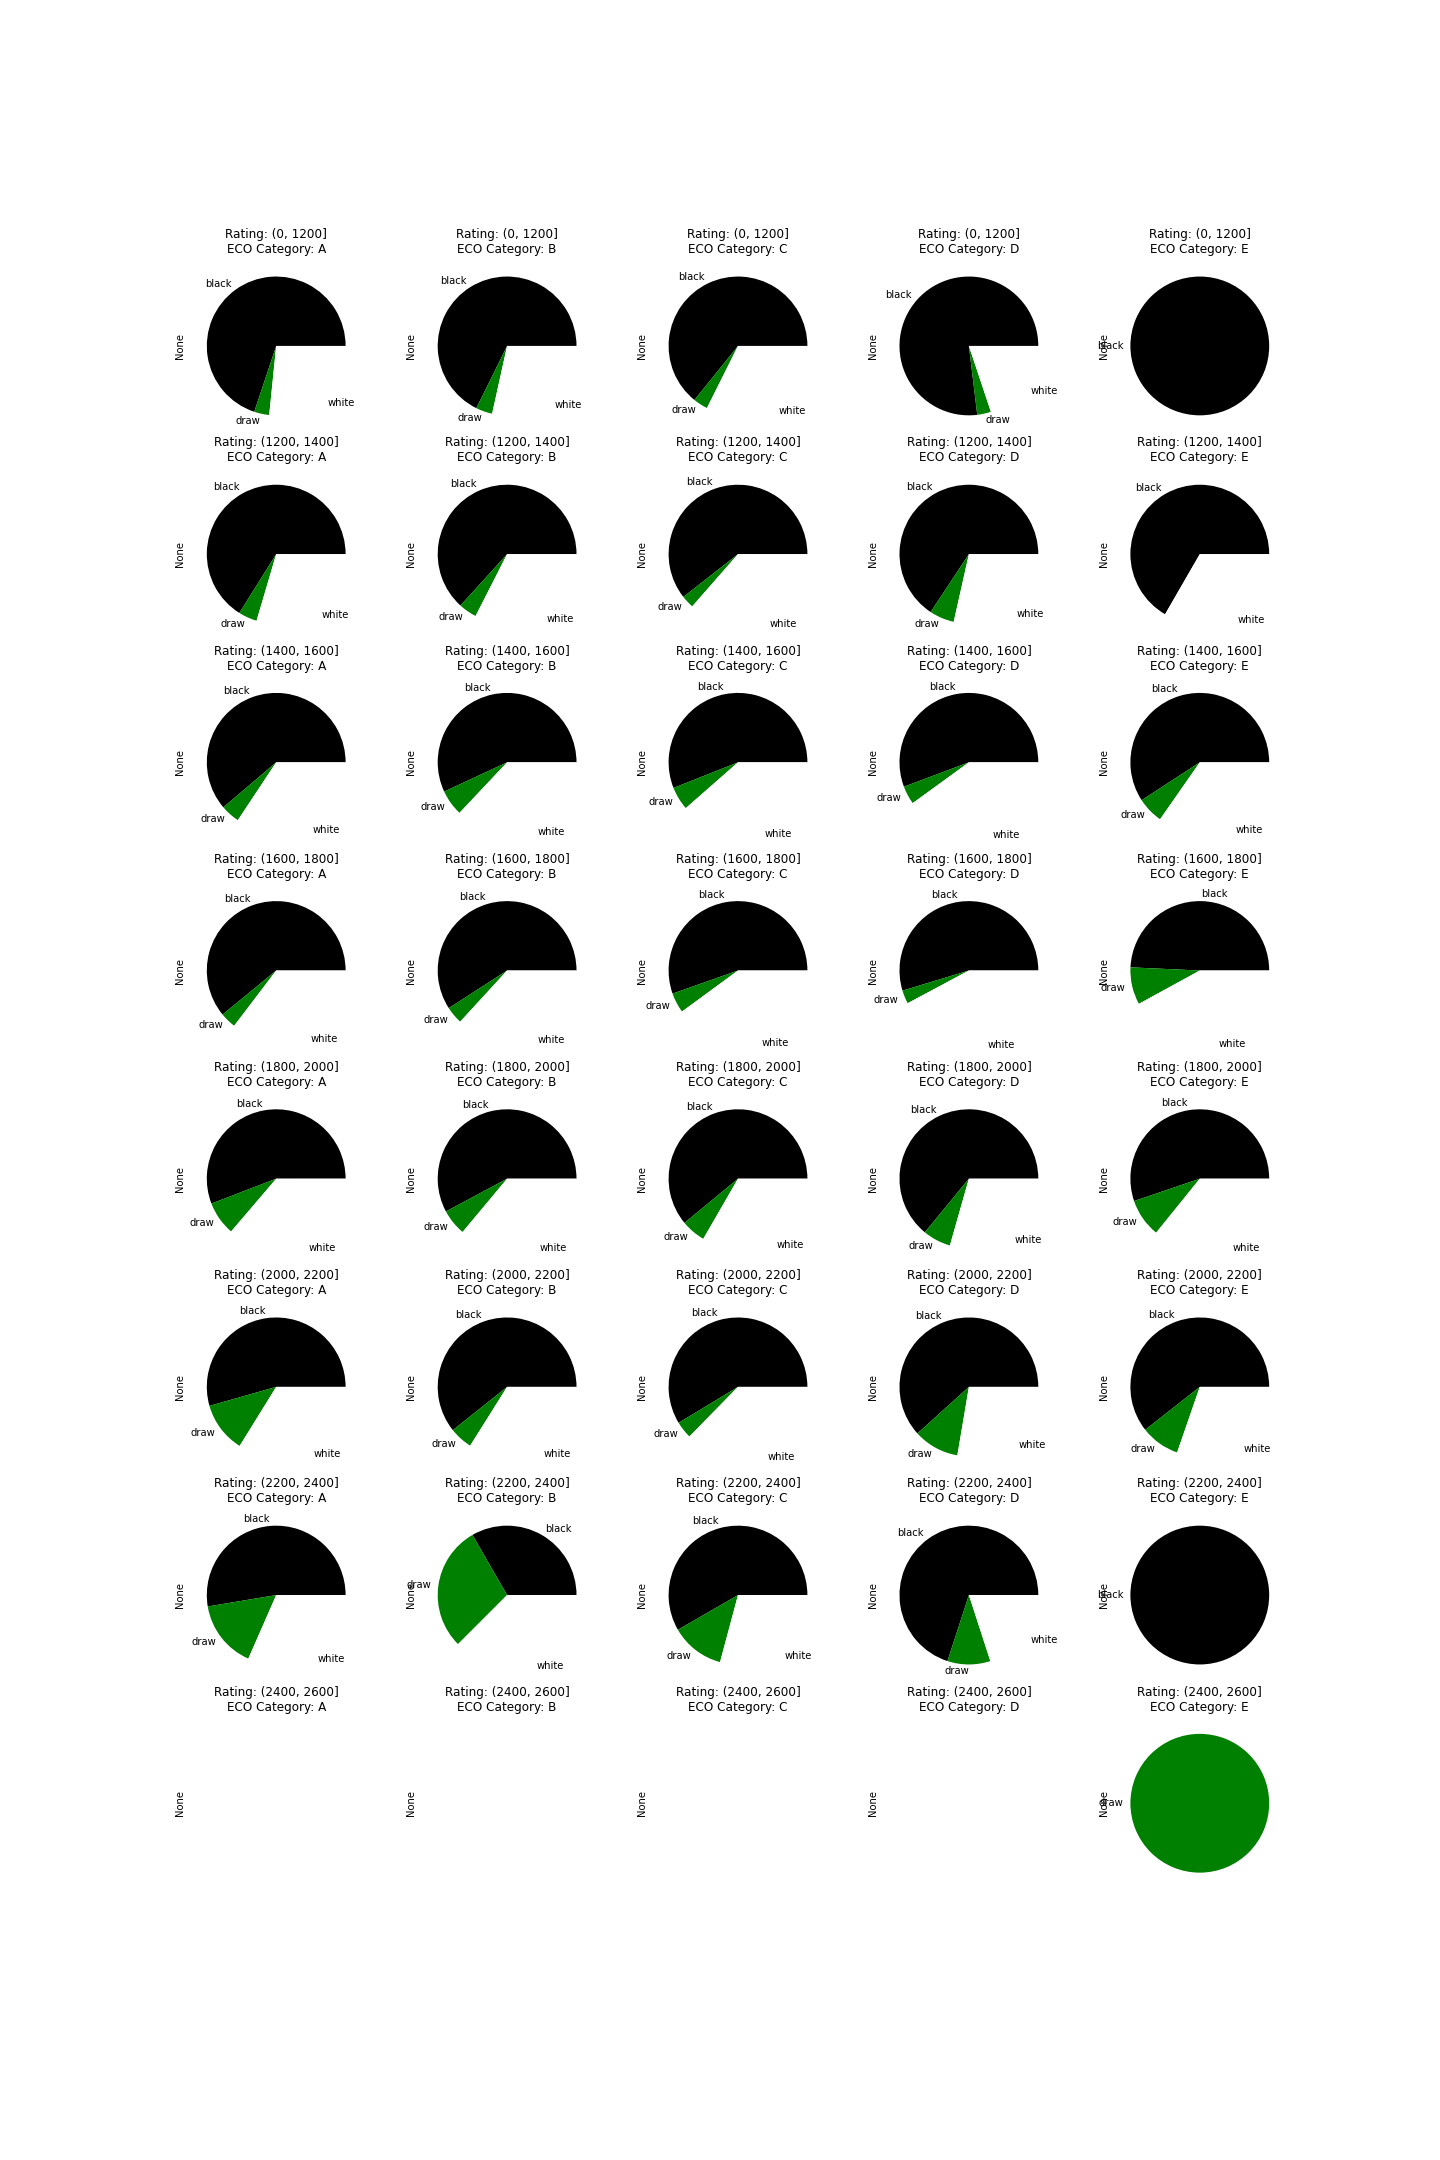 Rating: (0, 1200]
ECO Category: A
black
None
draw
white
Rating: (0, 1200]
ECO Category: B
black
None
draw
white
Rating: (0, 1200]
ECO Category: C
black
None
draw
white
Rating: (0, 1200]
ECO Category: D
black
None
draw
white
Rating: (0, 1200]
ECO Category: E
black
None
Rating: (1200, 1400]
ECO Category: A
black
None
draw
white
Rating: (1200, 1400]
ECO Category: B
black
None
draw
white
Rating: (1200, 1400]
ECO Category: C
black
None
draw
white
Rating: (1200, 1400]
ECO Category: D
black
None
draw
white
Rating: (1200, 1400]
ECO Category: E
black
None
white
Rating: (1400, 1600]
ECO Category: A
black
None
draw
white
Rating: (1400, 1600]
ECO Category: B
black
None
draw
white
Rating: (1400, 1600]
ECO Category: C
black
None
draw
white
Rating: (1400, 1600]
ECO Category: D
black
None
draw
white
Rating: (1400, 1600]
ECO Category: E
black
None
draw
white
Rating: (1600, 1800]
ECO Category: A
black
None
draw
white
Rating: (1600, 1800]
ECO Category: B
black
None
draw
white
Rating: (1600, 1800]
ECO Category: C
black
None
draw
white
Rating: (1600, 1800]
ECO Category: D
black
None
draw
white
Rating: (1600, 1800]
ECO Category: E
black
None
draw
white
Rating: (1800, 2000]
ECO Category: A
black
None
draw
white
Rating: (1800, 2000]
ECO Category: B
black
None
draw
white
Rating: (1800, 2000]
ECO Category: C
black
None
draw
white
Rating: (1800, 2000]
ECO Category: D
black
None
draw
white
Rating: (1800, 2000]
ECO Category: E
black
None
draw
white
Rating: (2000, 2200]
ECO Category: A
black
None
draw
white
Rating: (2000, 2200]
ECO Category: B
black
None
draw
white
Rating: (2000, 2200]
ECO Category: C
black
None
draw
white
Rating: (2000, 2200]
ECO Category: D
black
None
draw
white
Rating: (2000, 2200]
ECO Category: E
black
None
draw
white
Rating: (2200, 2400]
ECO Category: A
black
None
draw
white
Rating: (2200, 2400]
ECO Category: B
black
None
draw
white
Rating: (2200, 2400]
ECO Category: C
black
None
draw
white
Rating: (2200, 2400]
ECO Category: D
black
None
draw
white
Rating: (2200, 2400]
ECO Category: E
black
None
Rating: (2400, 2600]
ECO Category: A
None
Rating: (2400, 2600]
ECO Category: B
None
Rating: (2400, 2600]
ECO Category: C
None
Rating: (2400, 2600]
ECO Category: D
None
Rating: (2400, 2600]
ECO Category: E
draw
None